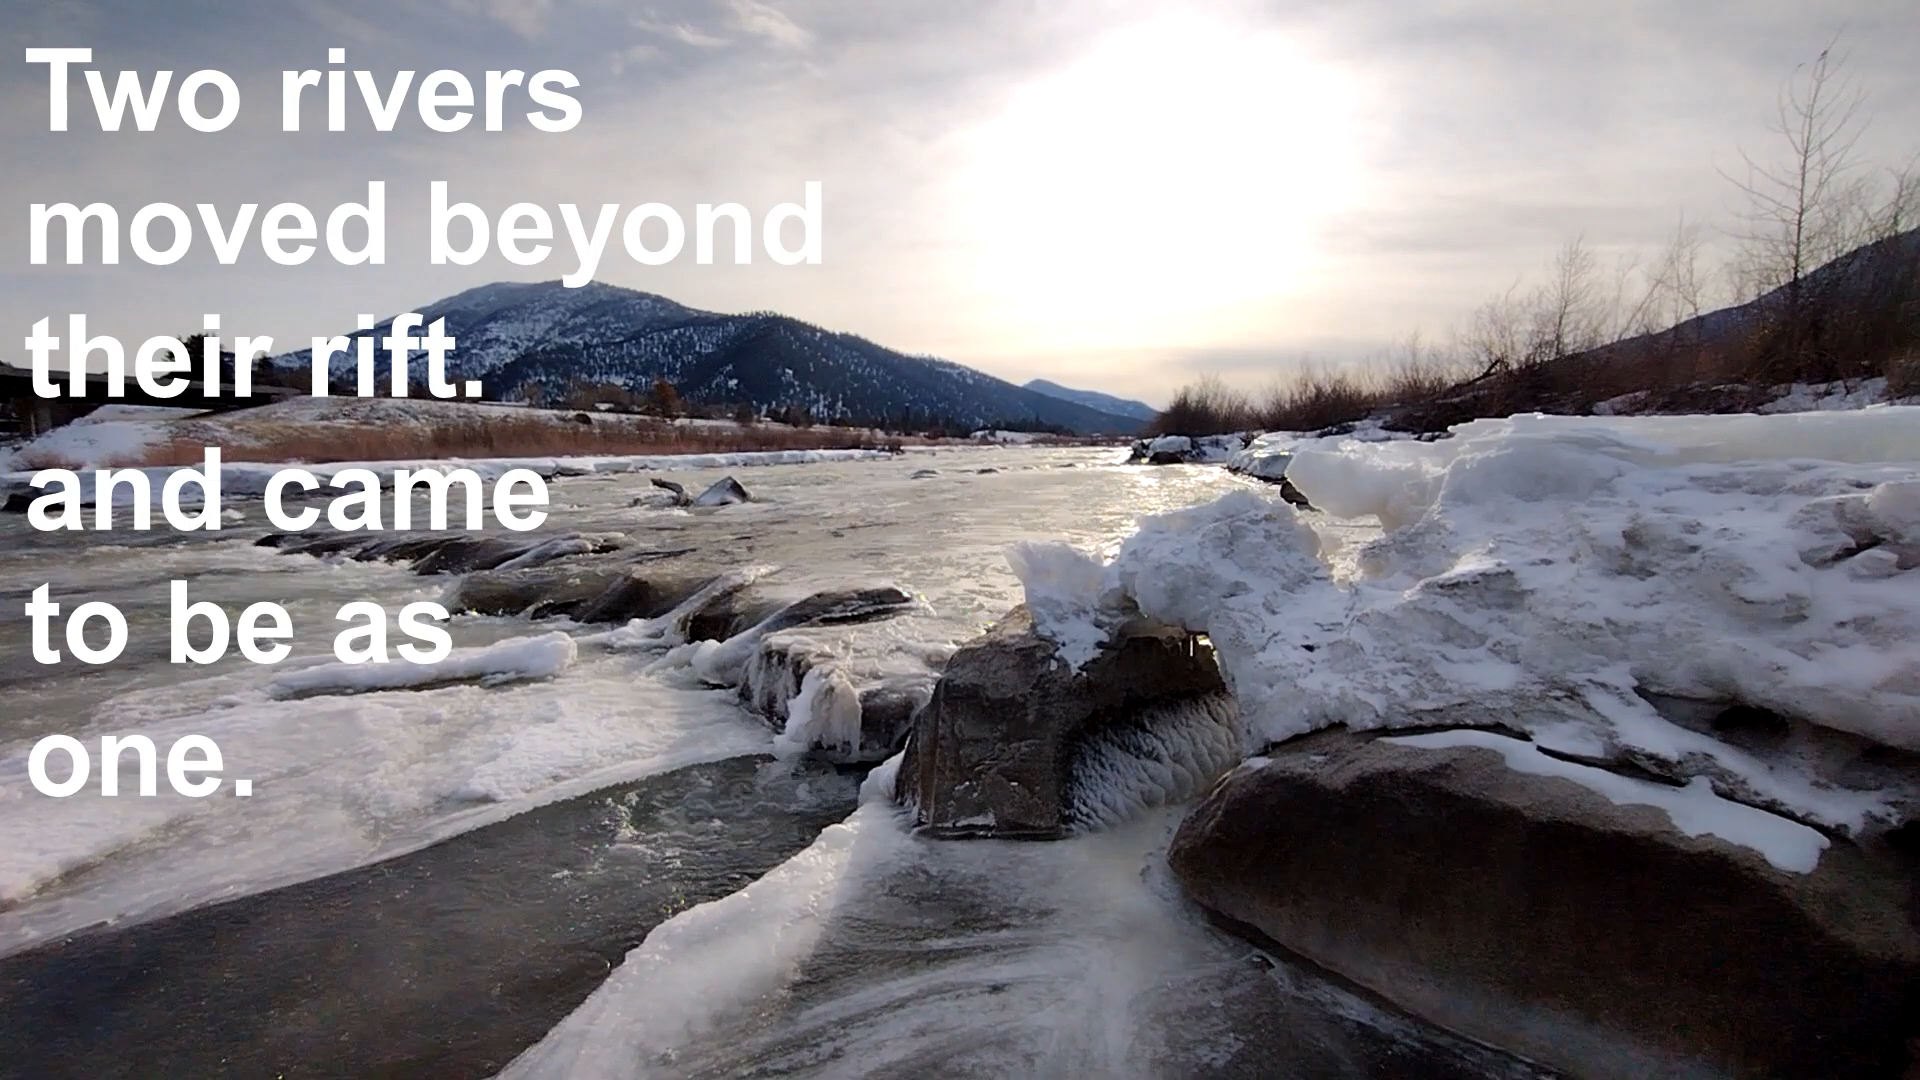 Two rivers
moved beyond
their rift.
and came
to be as
one.